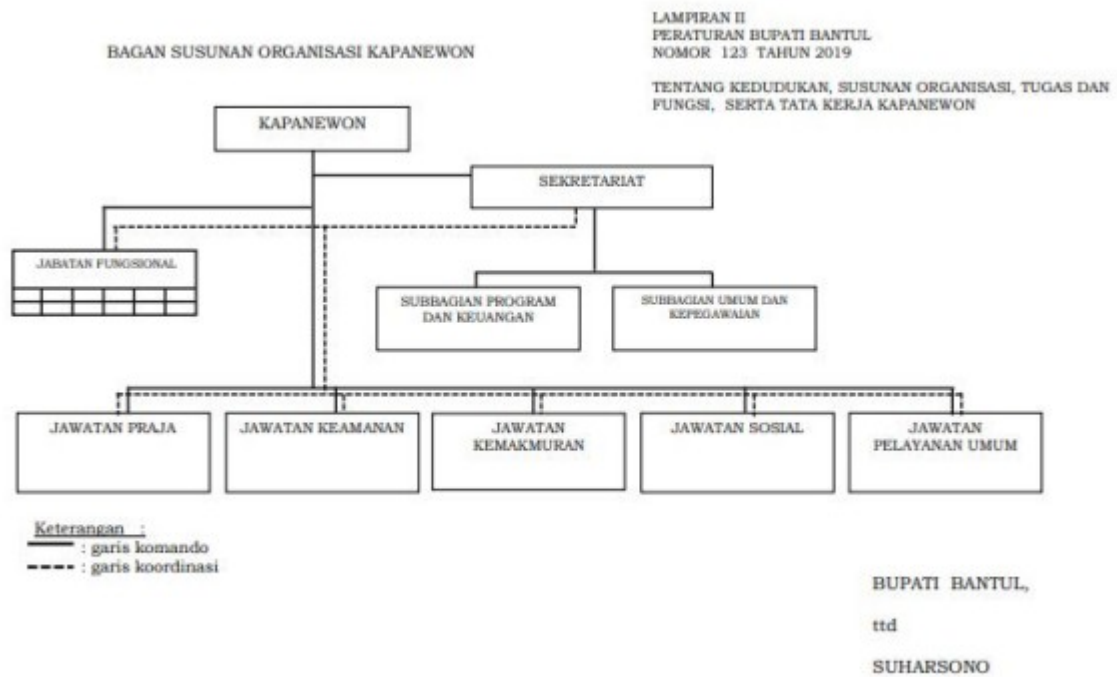 LAMPIRAN II
PERATURAN BUPATI BANTUL
NOMOR 123 TAHUN 2019
TENTANG KEDUDUKAN, SUSUNAN ORGANISASI, TUGAS DAN
FUNGSI, SERTA TATA KERJA KAPANEWON
BAGAN SUSUNAN ORGANISASI KAPANEWON
KAPANEWON
SEKRETARIAT
JABATAN FUNGSIONAL
SUBBAGIAN PROGRAM
DAN KEUANGAN
SUBBAGIAN UMUM DAN
KEPEGAWAIAN
JAWATAN PRAJA
JAWATAN KEAMANAN
JAWATAN
KEMAKMURAN
JAWATAN SOSIAL
JAWATAN
PELAYANAN UMUM
Keterangan :
: garis komando
: garis koordinasi
BUPATI BANTUL,
ttd
SUHARSONO